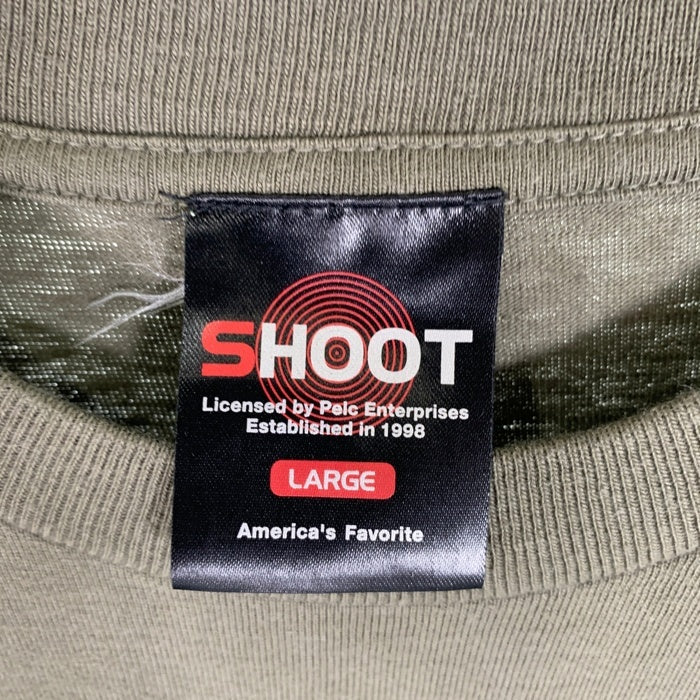 SHOOT
Licensed by Pelc Enterprises
Established in 1998
LARGE
America's Favorite